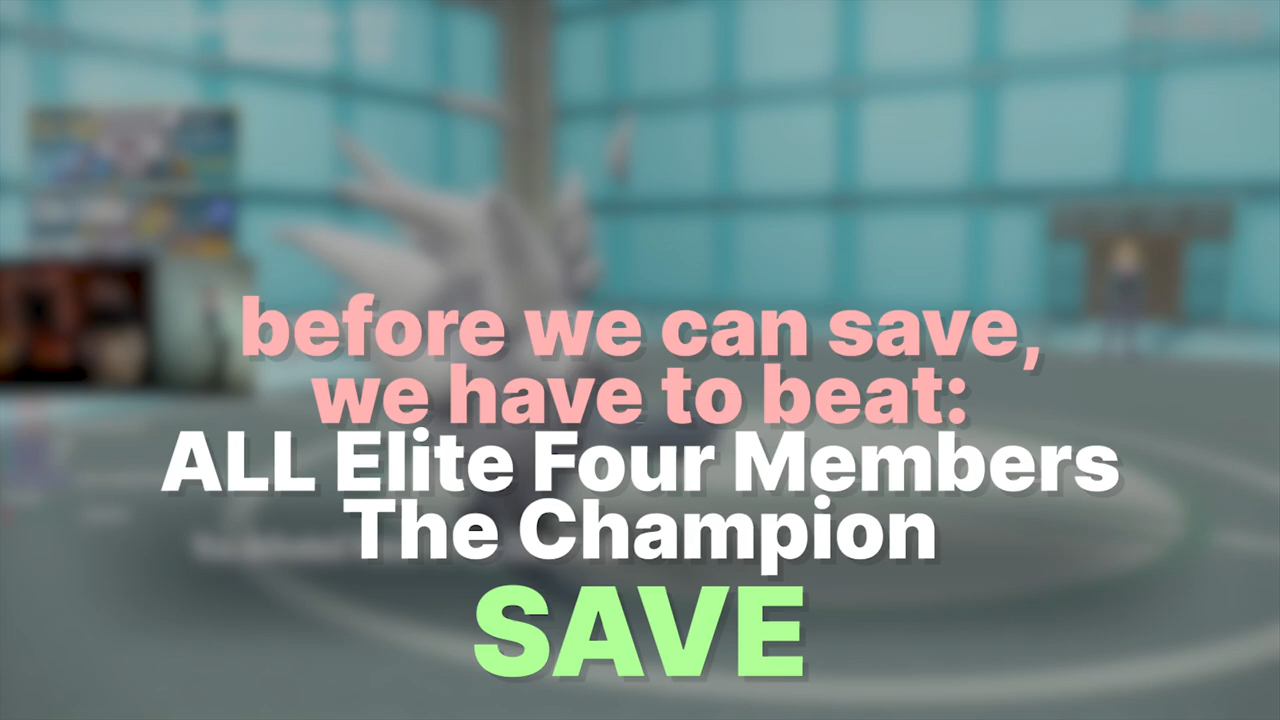 before we can save,
we have to beat:
ALL Elite Four Members
The Champion
SAVE